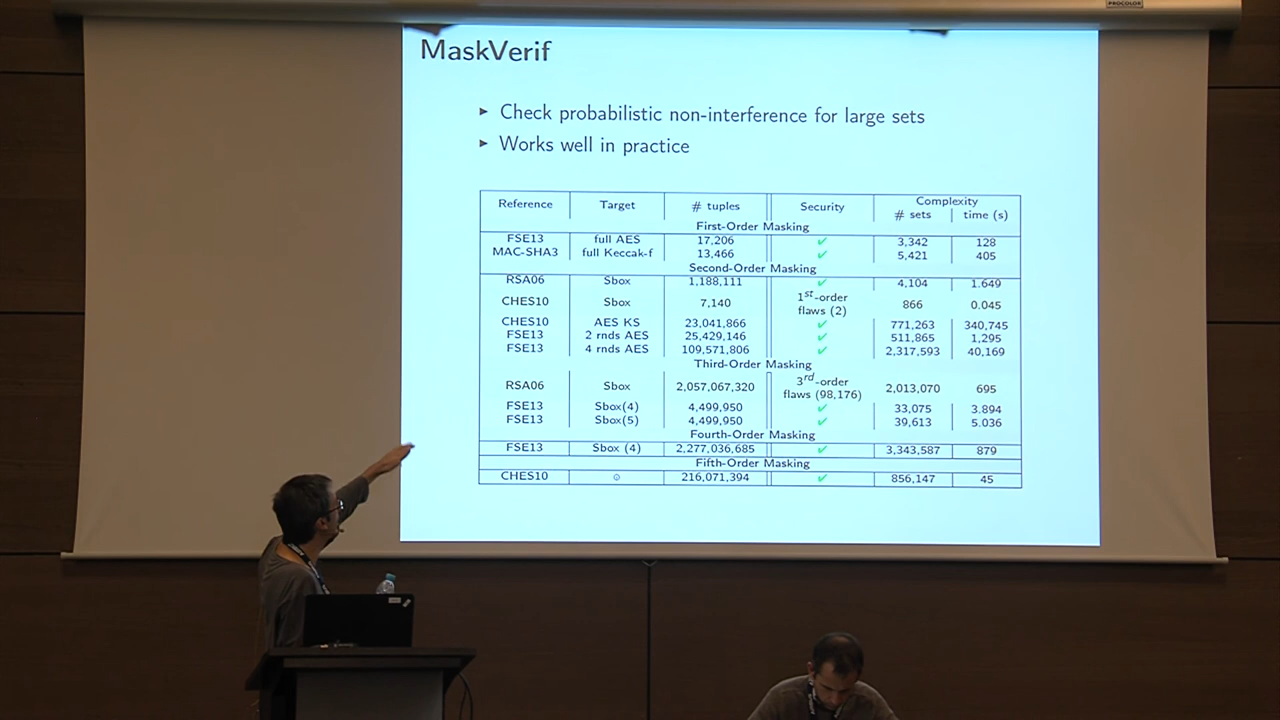 PROCOLOR
MaskVerif
► Check probabilistic non-interference for large sets
► Works well in practice
Reference Target # tuples Security Complexity
# sets time (s)
First-Order Masking
FSE13 full AES 17,206 ✓ 3,342 128
MAC-SHA3 full Keccak-f 13,466 ✓ 5,421 405
Second-Order Masking
RSA06 Sbox 1,188,111 ✓ 4,104 1.649
CHES10 Sbox 7,140 1st-order flaws (2) 866 0.045
CHES10 AES KS 23,041,866 ✓ 771,263 340,745
FSE13 2 rnds AES 25,429,146 ✓ 511,865 1,295
FSE13 4 rnds AES 109,571,806 ✓ 2,317,593 40,169
Third-Order Masking
RSA06 Sbox 2,057,067,320 3rd-order flaws (98,176) 2,013,070 695
FSE13 Sbox(4) 4,499,950 ✓ 33,075 3.894
FSE13 Sbox(5) 4,499,950 ✓ 39,613 5.036
Fourth-Order Masking
FSE13 Sbox (4) 2,277,036,685 ✓ 3,343,587 879
Fifth-Order Masking
CHES10 ⊙ 216,071,394 ✓ 856,147 45